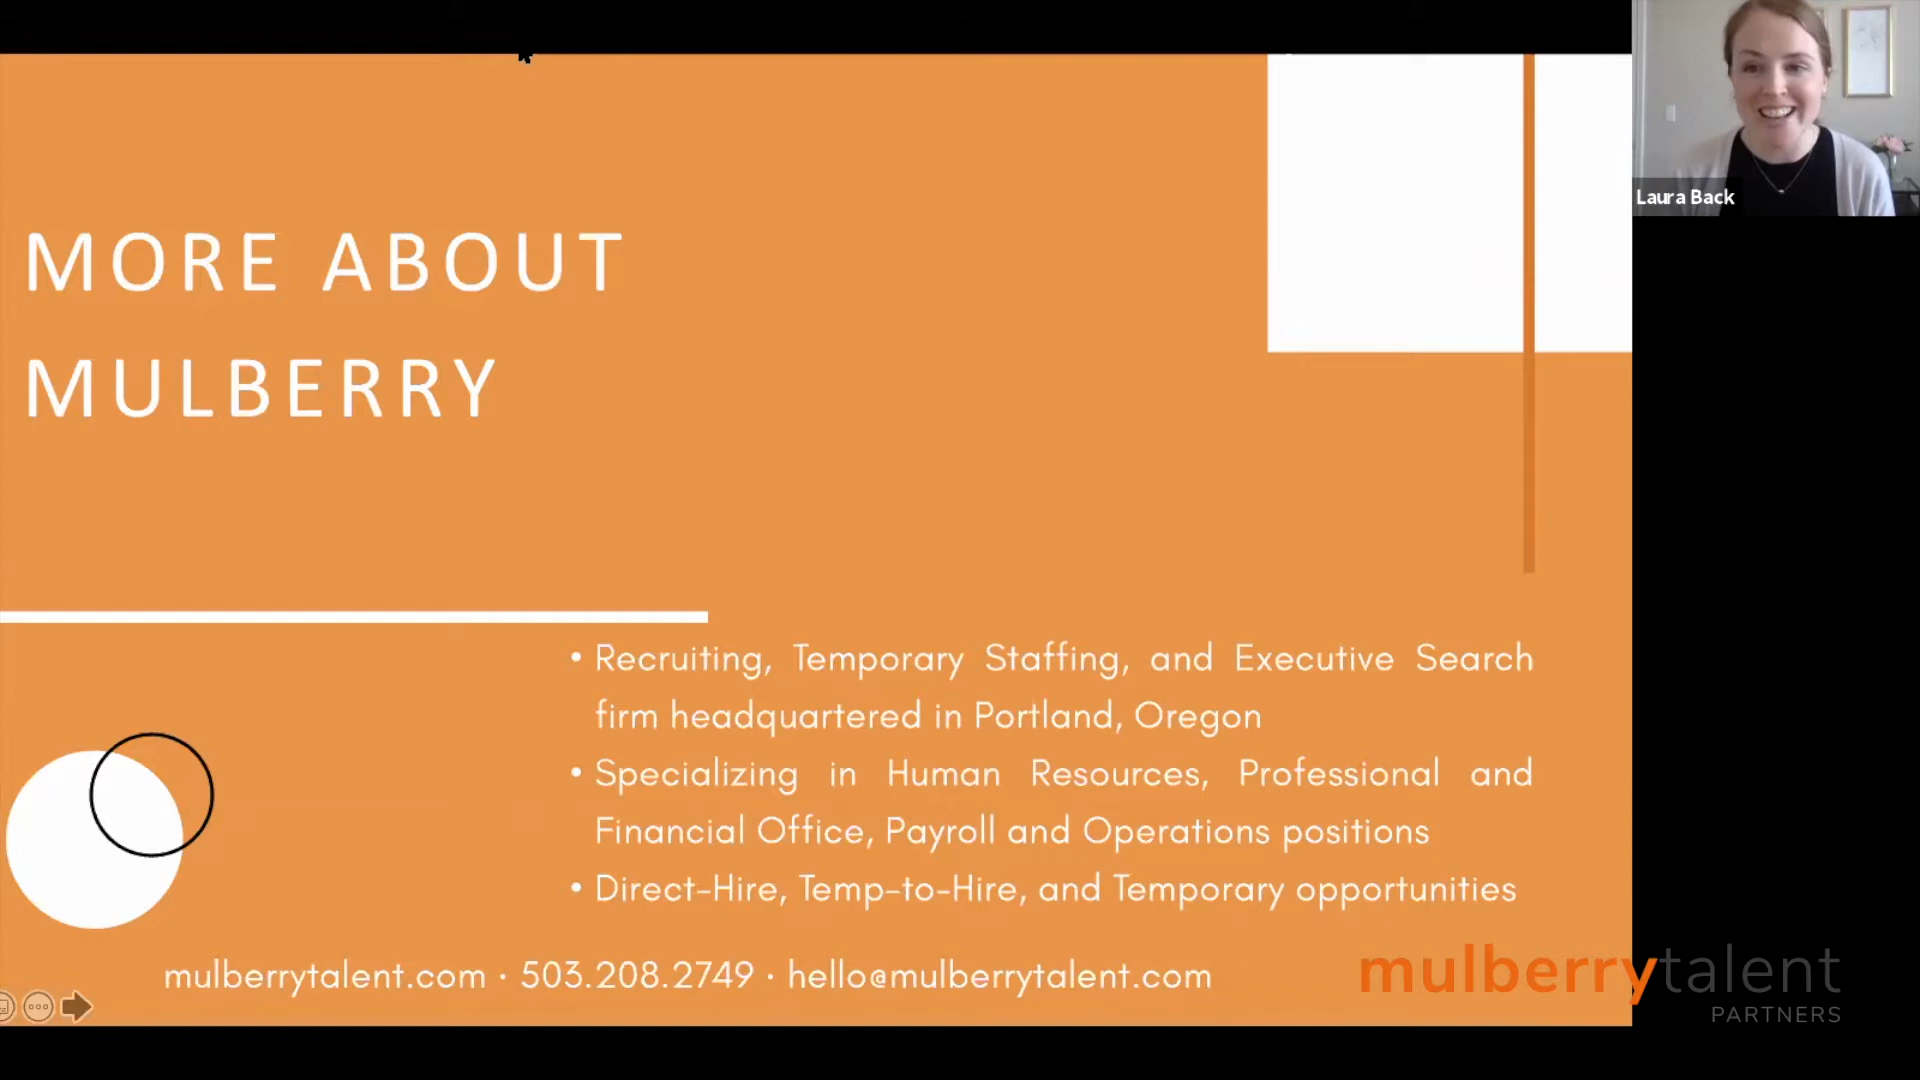 MORE ABOUT
MULBERRY
Laura Back
• Recruiting, Temporary Staffing, and Executive Search
firm headquartered in Portland, Oregon
• Specializing in Human Resources, Professional and
Financial Office, Payroll and Operations positions
• Direct-Hire, Temp-to-Hire, and Temporary opportunities
mulberrytalent.com · 503.208.2749 · hello@mulberrytalent.com
mulberrytalent
PARTNERS